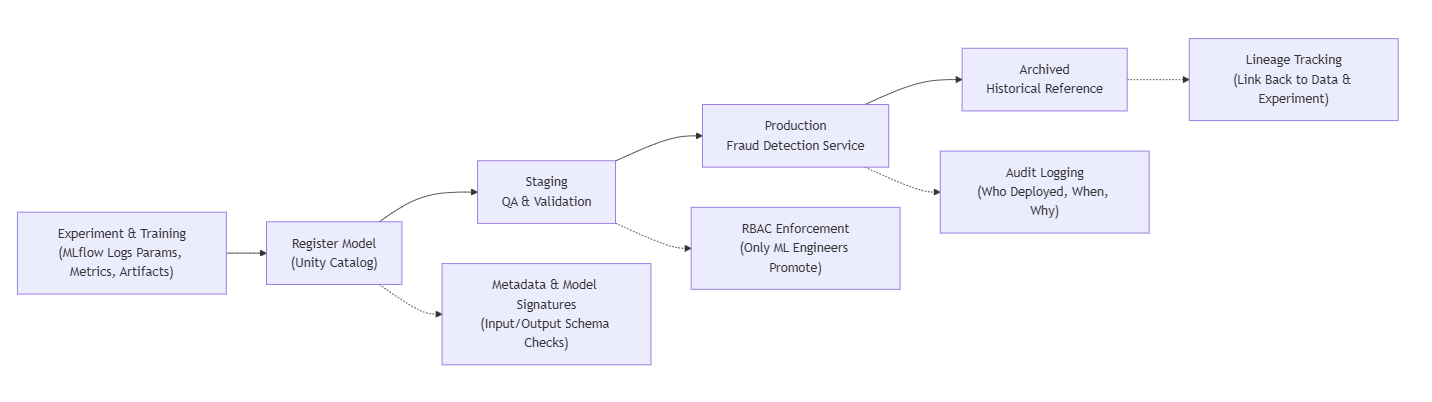 Experiment & Training
(MLflow Logs Params,
Metrics, Artifacts)
Register Model
(Unity Catalog)
Metadata & Model
Signatures
(Input/Output Schema
Checks)
Staging
QA & Validation
RBAC Enforcement
(Only ML Engineers
Promote)
Production
Fraud Detection Service
Audit Logging
(Who Deployed, When,
Why)
Archived
Historical Reference
Lineage Tracking
(Link Back to Data &
Experiment)